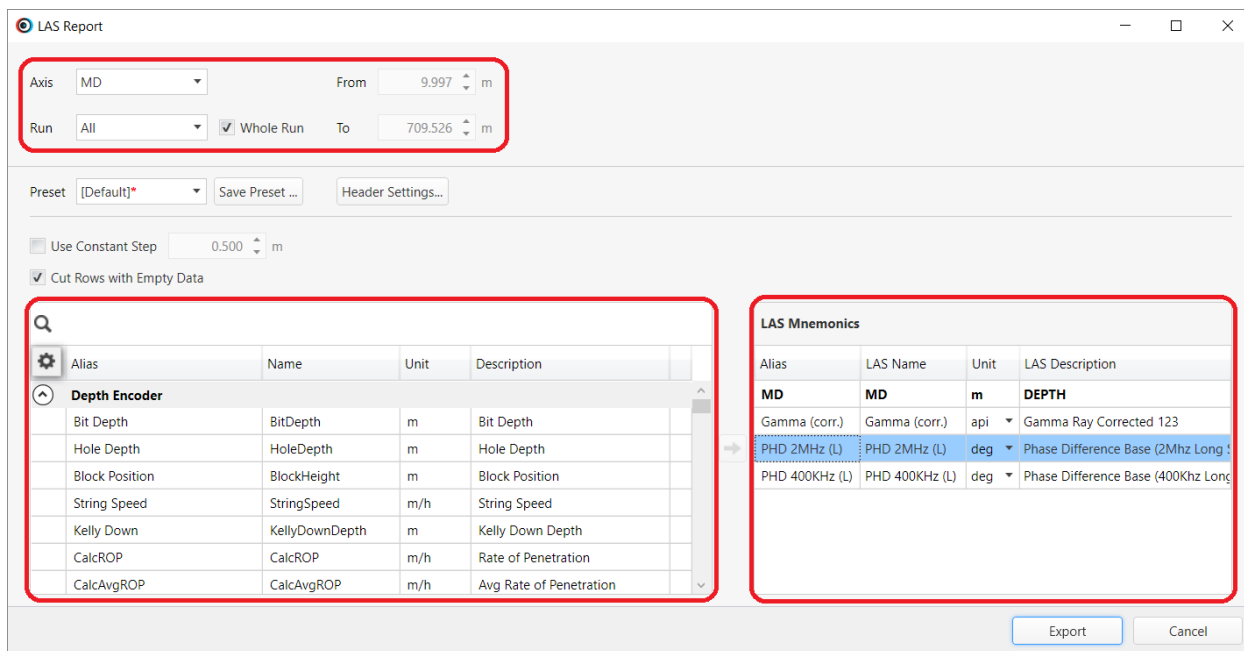 LAS Report
Axis MD From 9.997 m
Run All Whole Run To 709.526 m
Preset [Default]* Save Preset ... Header Settings...
Use Constant Step 0.500 m
Cut Rows with Empty Data
LAS Mnemonics
Alias Name Unit Description Alias LAS Name Unit LAS Description
Depth Encoder MD MD m DEPTH
Bit Depth BitDepth m Bit Depth Gamma (corr.) Gamma (corr.) api Gamma Ray Corrected 123
Hole Depth HoleDepth m Hole Depth PHD 2MHz (L) PHD 2MHz (L) deg Phase Difference Base (2Mhz Long
Block Position BlockHeight m Block Position PHD 400KHz (L) PHD 400KHz (L) deg Phase Difference Base (400Khz Long
String Speed StringSpeed m/h String Speed
Kelly Down KellyDownDepth m Kelly Down Depth
CalcROP CalcROP m/h Rate of Penetration
CalcAvgROP CalcAvgROP m/h Avg Rate of Penetration
Export Cancel